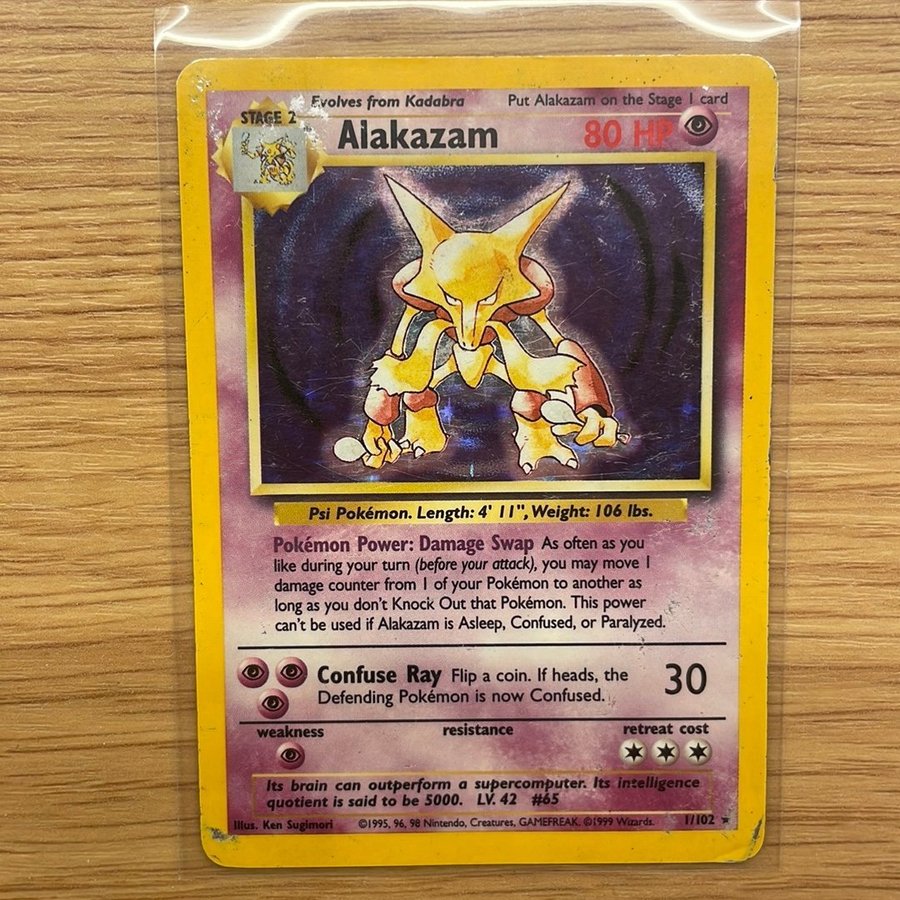 Evolves from Kadabra Put Alakazam on the Stage 1 card
STAGE 2
Alakazam 80 HP
Psi Pokémon. Length: 4' 11", Weight: 106 lbs.
Pokémon Power: Damage Swap As often as you
like during your turn (before your attack), you may move 1
damage counter from 1 of your Pokémon to another as
long as you don't Knock Out that Pokémon. This power
can't be used if Alakazam is Asleep, Confused, or Paralyzed.
Confuse Ray Flip a coin. If heads, the 30
Defending Pokémon is now Confused.
weakness resistance retreat cost
Its brain can outperform a supercomputer. Its intelligence
quotient is said to be 5000. LV. 42 #65
Illus. Ken Sugimori ©1995, 96, 98 Nintendo, Creatures, GAMEFREAK. ©1999 Wizards. 1/102